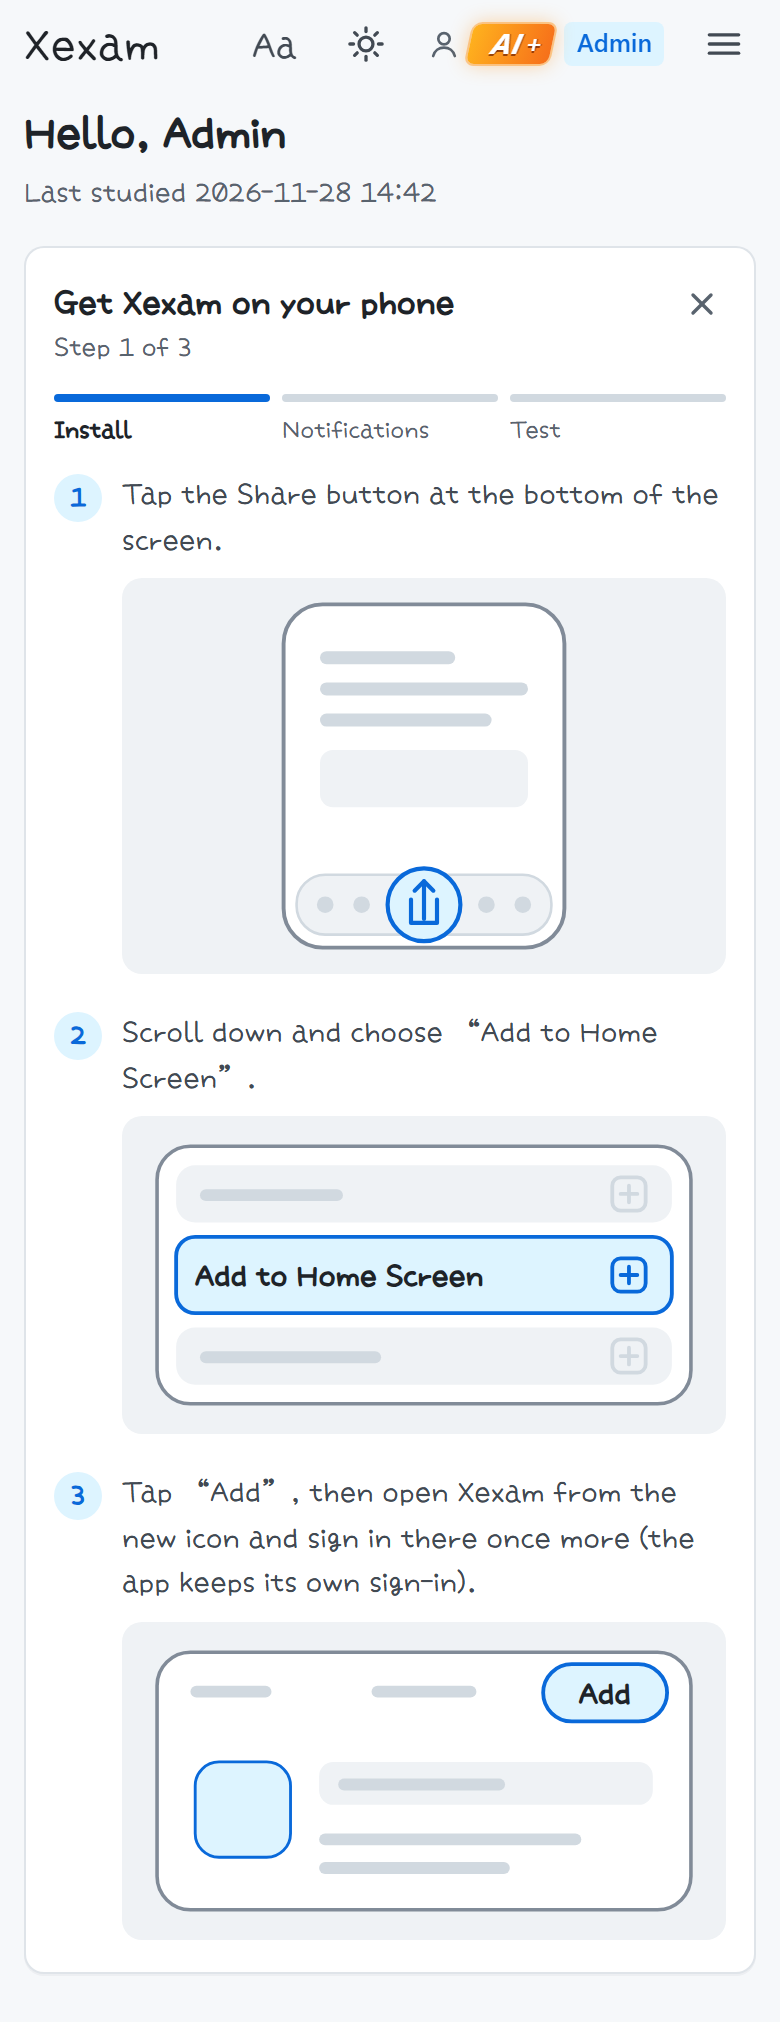 Xexam Aa AI+ Admin
Hello, Admin
Last studied 2026-11-28 14:42
Get Xexam on your phone
Step 1 of 3
Install Notifications Test
1 Tap the Share button at the bottom of the
screen.
2 Scroll down and choose “Add to Home
Screen”.
Add to Home Screen
3 Tap “Add”, then open Xexam from the
new icon and sign in there once more (the
app keeps its own sign-in).
Add